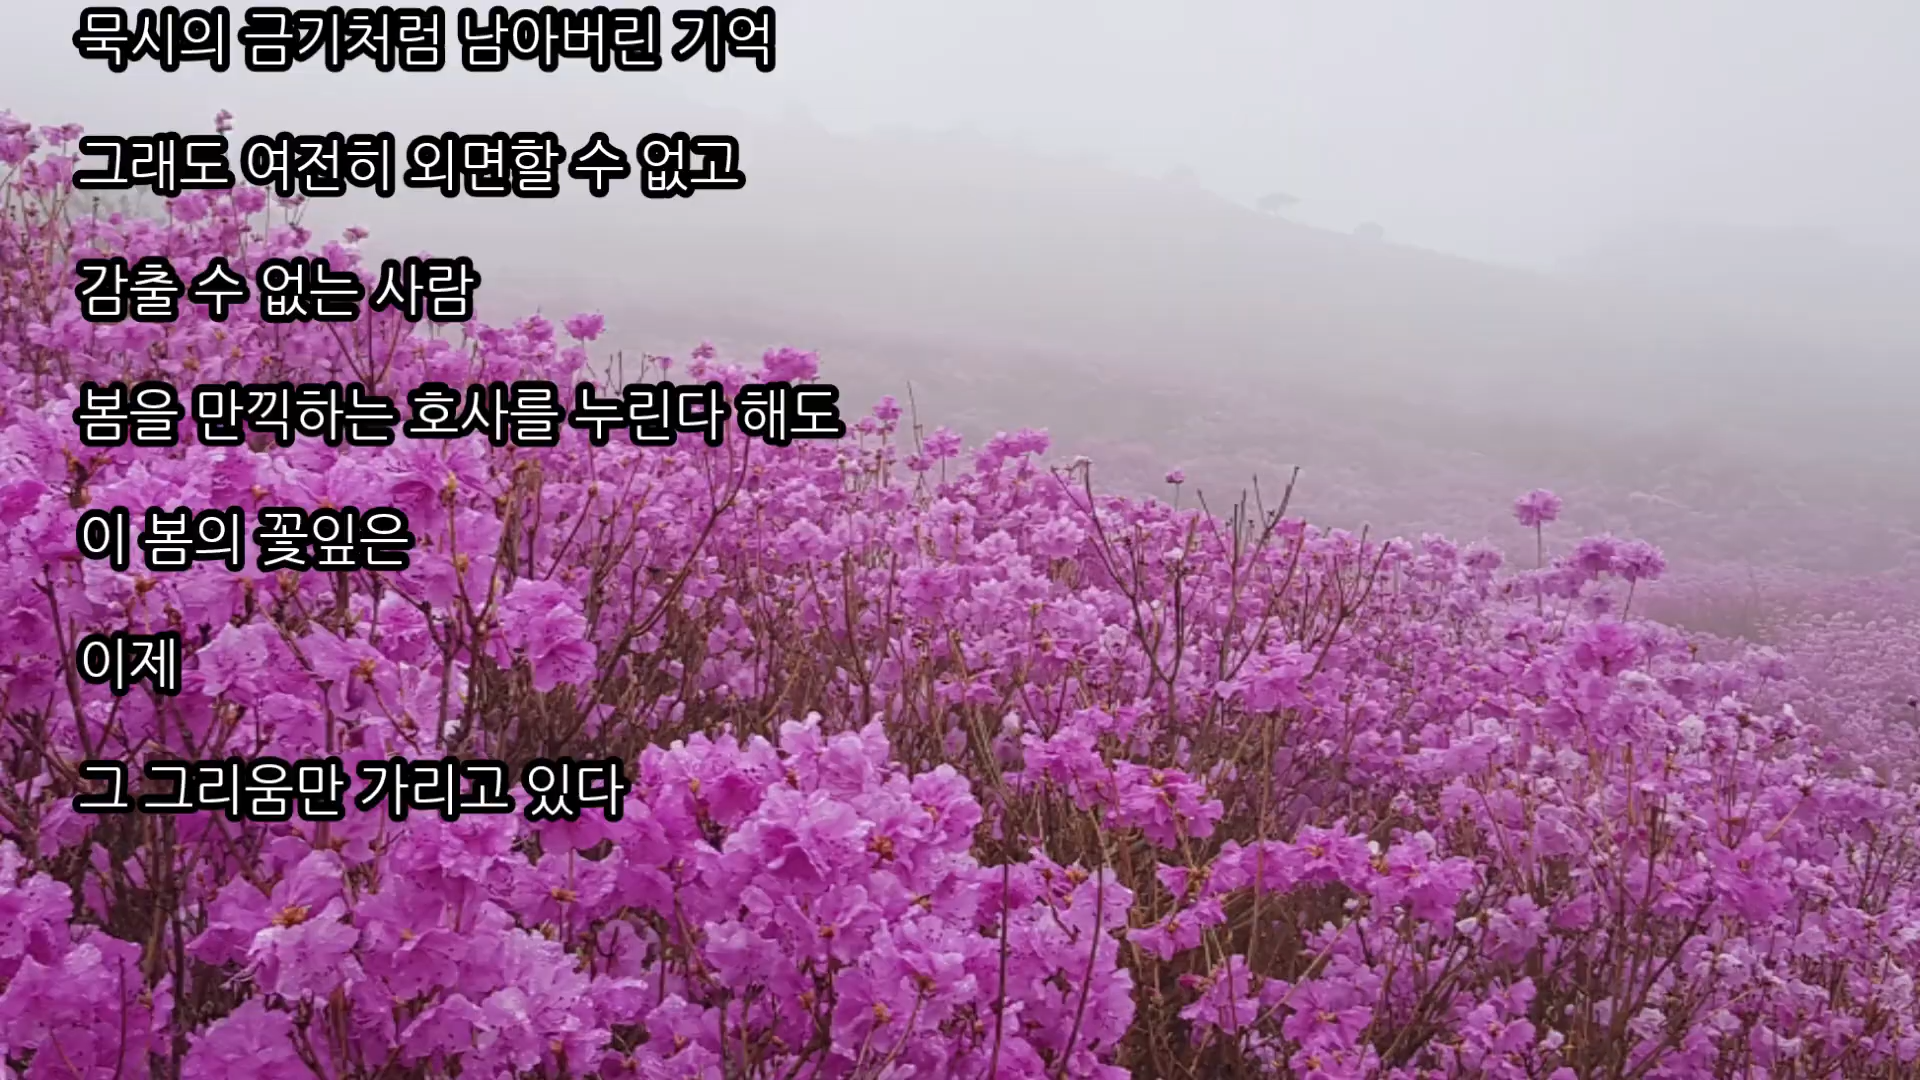 묵시의 금기처럼 남아버린 기억
그래도 여전히 외면할 수 없고
감출 수 없는 사람
봄을 만끽하는 호사를 누린다 해도
이 봄의 꽃잎은
이제
그 그리움만 가리고 있다